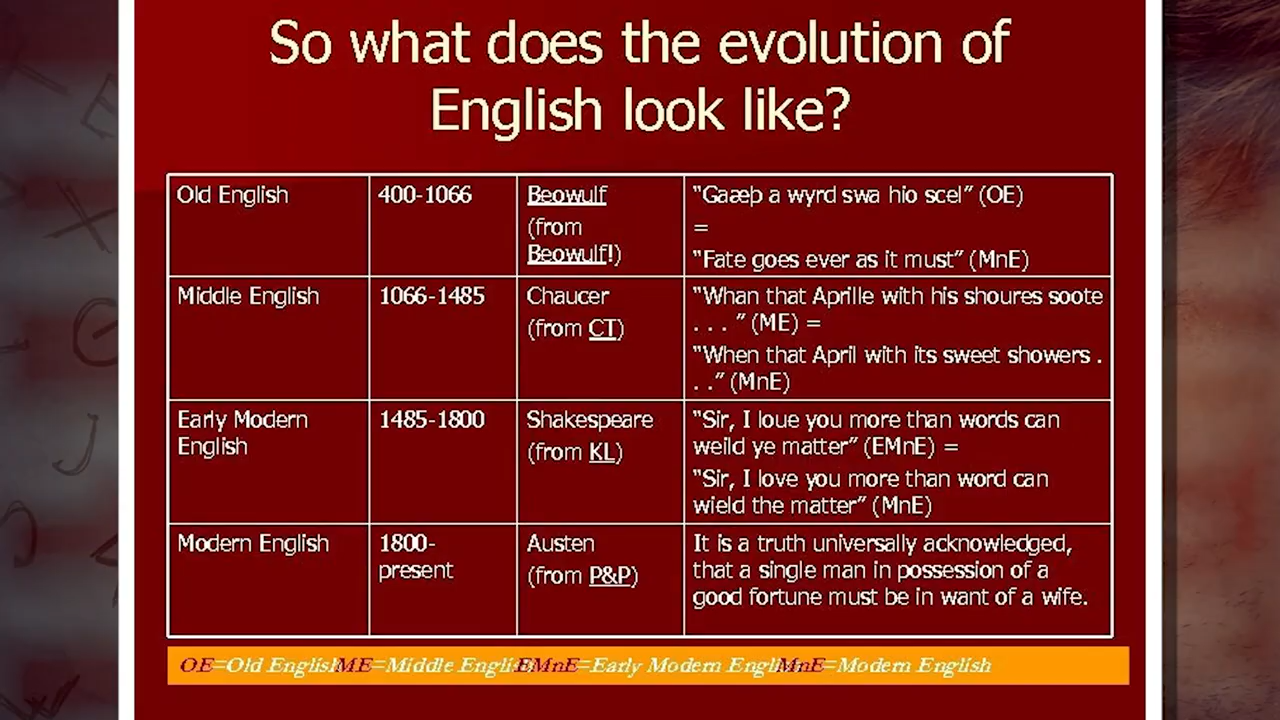 So what does the evolution of
English look like?
Old English
400-1066
Beowulf
(from
Beowulf!)
"Gaæþ a wyrd swa hio scel" (OE)
=
"Fate goes ever as it must" (MnE)
Middle English
1066-1485
Chaucer
(from CT)
"Whan that Aprille with his shoures soote
. . . " (ME) =
"When that April with its sweet showers .
. ." (MnE)
Early Modern
English
1485-1800
Shakespeare
(from KL)
"Sir, I loue you more than words can
weild ye matter" (EMnE) =
"Sir, I love you more than word can
wield the matter" (MnE)
Modern English
1800-
present
Austen
(from P&P)
It is a truth universally acknowledged,
that a single man in possession of a
good fortune must be in want of a wife.
OE=Old English ME=Middle English EMnE=Early Modern English MnE=Modern English